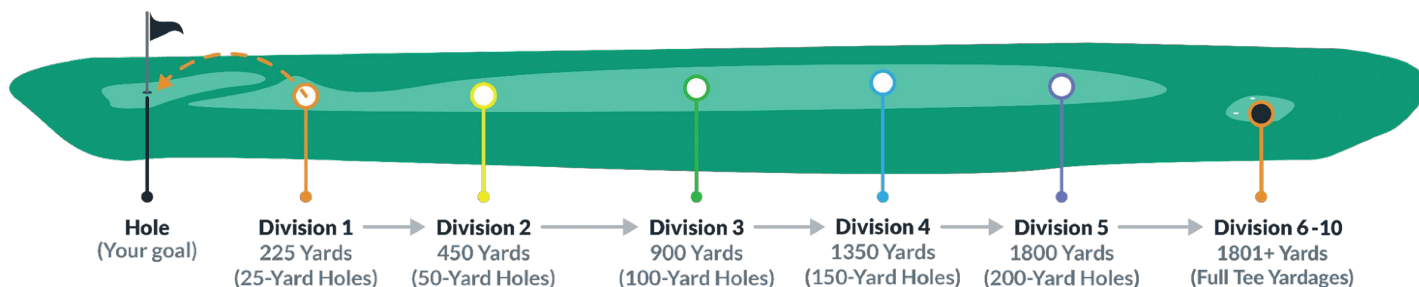 Hole
(Your goal)
Division 1
225 Yards
(25-Yard Holes)
Division 2
450 Yards
(50-Yard Holes)
Division 3
900 Yards
(100-Yard Holes)
Division 4
1350 Yards
(150-Yard Holes)
Division 5
1800 Yards
(200-Yard Holes)
Division 6-10
1801+ Yards
(Full Tee Yardages)